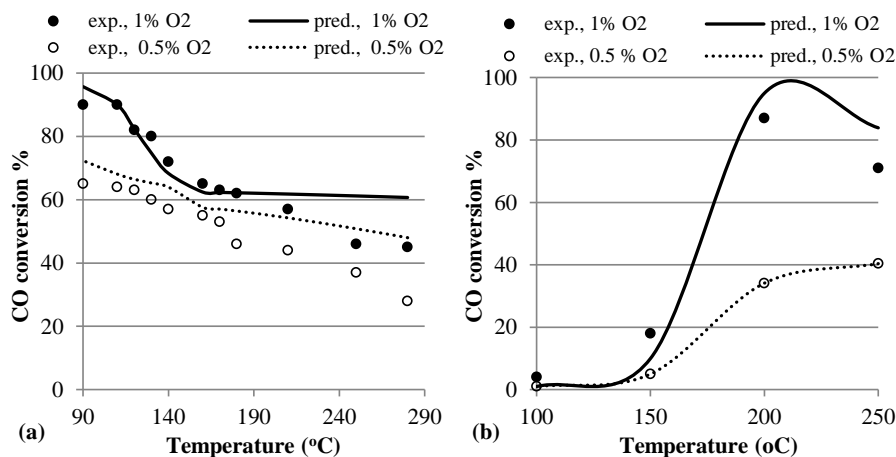 exp., 1% O2 pred., 1% O2
exp., 0.5% O2 pred., 0.5% O2
100
80
60
40
20
0
CO conversion %
90 140 190 240 290
(a) Temperature (°C)
exp., 1% O2 pred., 1% O2
exp., 0.5 % O2 pred., 0.5% O2
100
80
60
40
20
0
CO conversion %
100 150 200 250
(b) Temperature (oC)